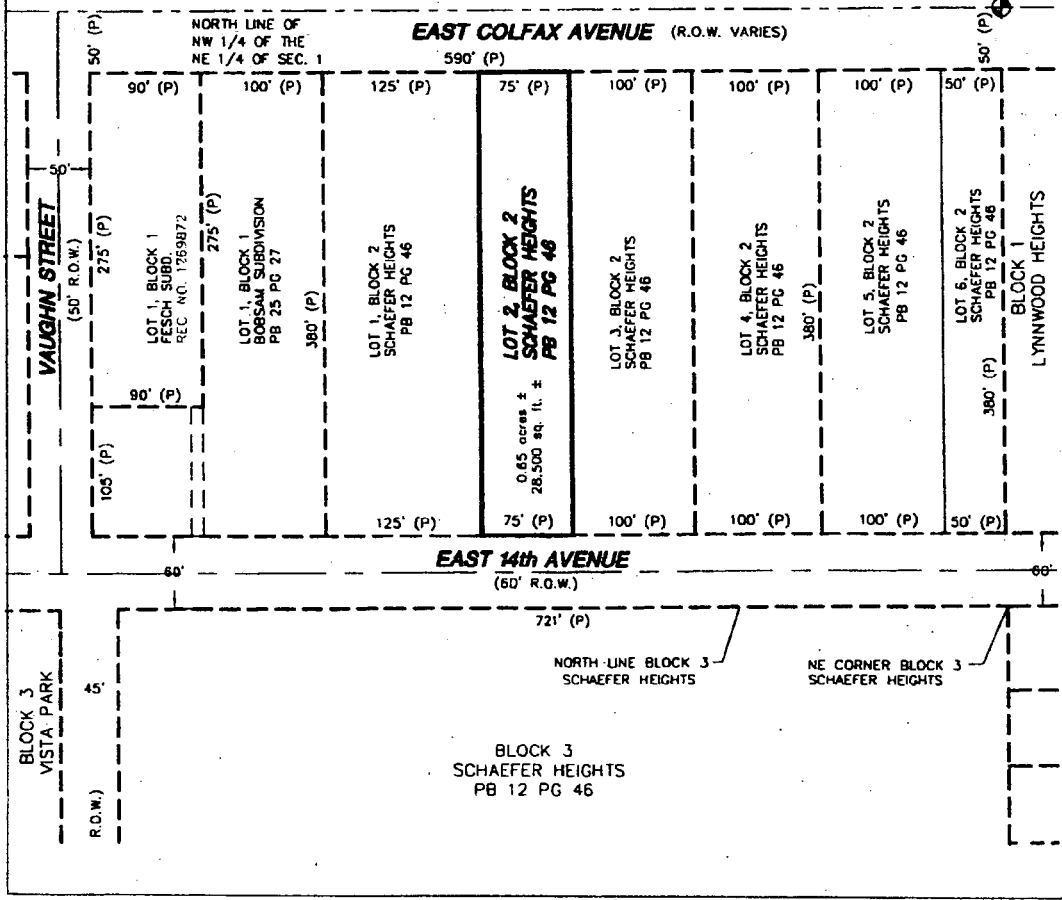 NORTH LINE OF
NW 1/4 OF THE
NE 1/4 OF SEC. 1
EAST COLFAX AVENUE (R.O.W. VARIES)
50' (P)
50' (P)
590' (P)
90' (P)
100' (P)
125' (P)
75' (P)
100' (P)
100' (P)
100' (P)
50' (P)
50'
VAUGHN STREET
(50' R.O.W.)
275' (P)
LOT 1, BLOCK 1
FESCH SUBD.
REC NO. 1769872
275' (P)
LOT 1, BLOCK 1
BOBSAM SUBDIVISION
PB 25 PG 27
380' (P)
LOT 1, BLOCK 2
SCHAEFER HEIGHTS
PB 12 PG 46
LOT 2, BLOCK 2
SCHAEFER HEIGHTS
PB 12 PG 46
0.65 acres ±
28,500 sq. ft. ±
LOT 3, BLOCK 2
SCHAEFER HEIGHTS
PB 12 PG 46
LOT 4, BLOCK 2
SCHAEFER HEIGHTS
PB 12 PG 46
380' (P)
LOT 5, BLOCK 2
SCHAEFER HEIGHTS
PB 12 PG 46
LOT 6, BLOCK 2
SCHAEFER HEIGHTS
PB 12 PG 46
380' (P)
BLOCK 1
LYNNWOOD HEIGHTS
90' (P)
105' (P)
125' (P)
75' (P)
100' (P)
100' (P)
100' (P)
50' (P)
EAST 14th AVENUE
(60' R.O.W.)
60'
60'
721' (P)
NORTH LINE BLOCK 3
SCHAEFER HEIGHTS
NE CORNER BLOCK 3
SCHAEFER HEIGHTS
BLOCK 3
VISTA PARK
45'
R.O.W.)
BLOCK 3
SCHAEFER HEIGHTS
PB 12 PG 46